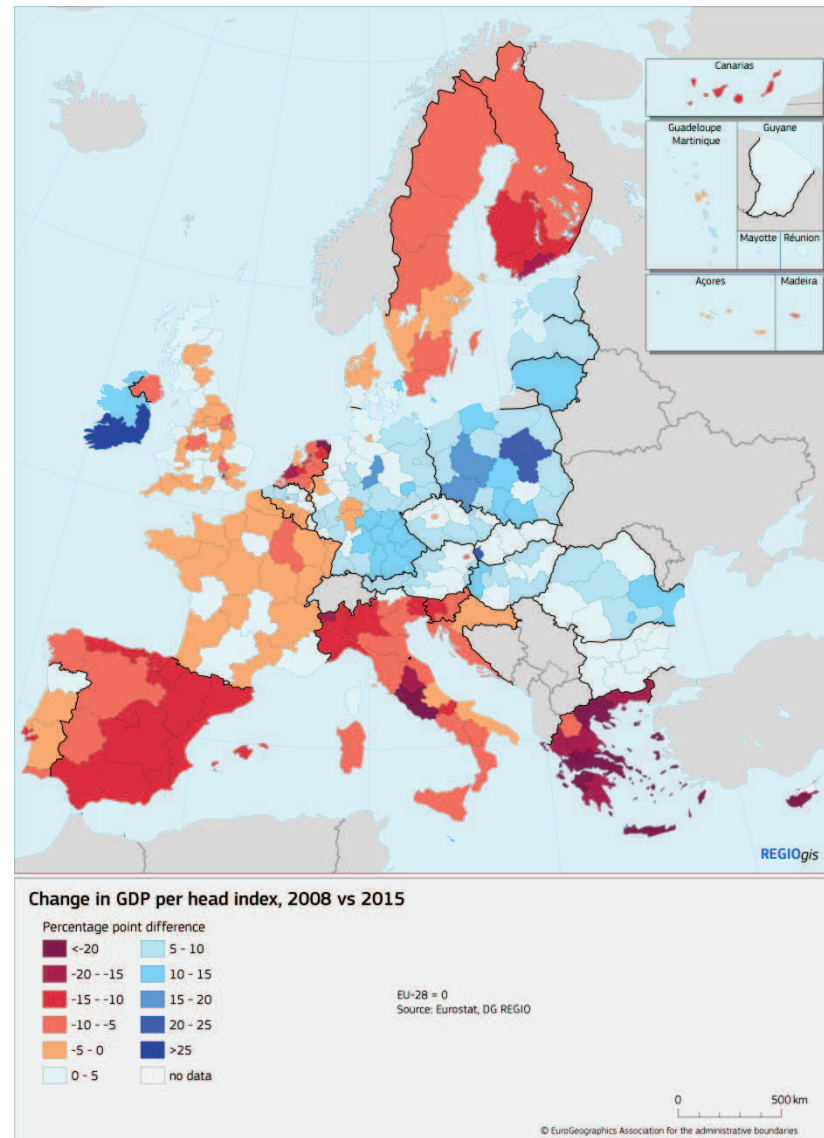 Canarias
Guadeloupe
Martinique
Guyane
Mayotte
Réunion
Açores
Madeira
REGIOgis
Change in GDP per head index, 2008 vs 2015
Percentage point difference
<-20
-20 - -15
-15 - -10
-10 - -5
-5 - 0
0 - 5
5 - 10
10 - 15
15 - 20
20 - 25
>25
no data
EU-28 = 0
Source: Eurostat, DG REGIO
0 500 km
© EuroGeographics Association for the administrative boundaries